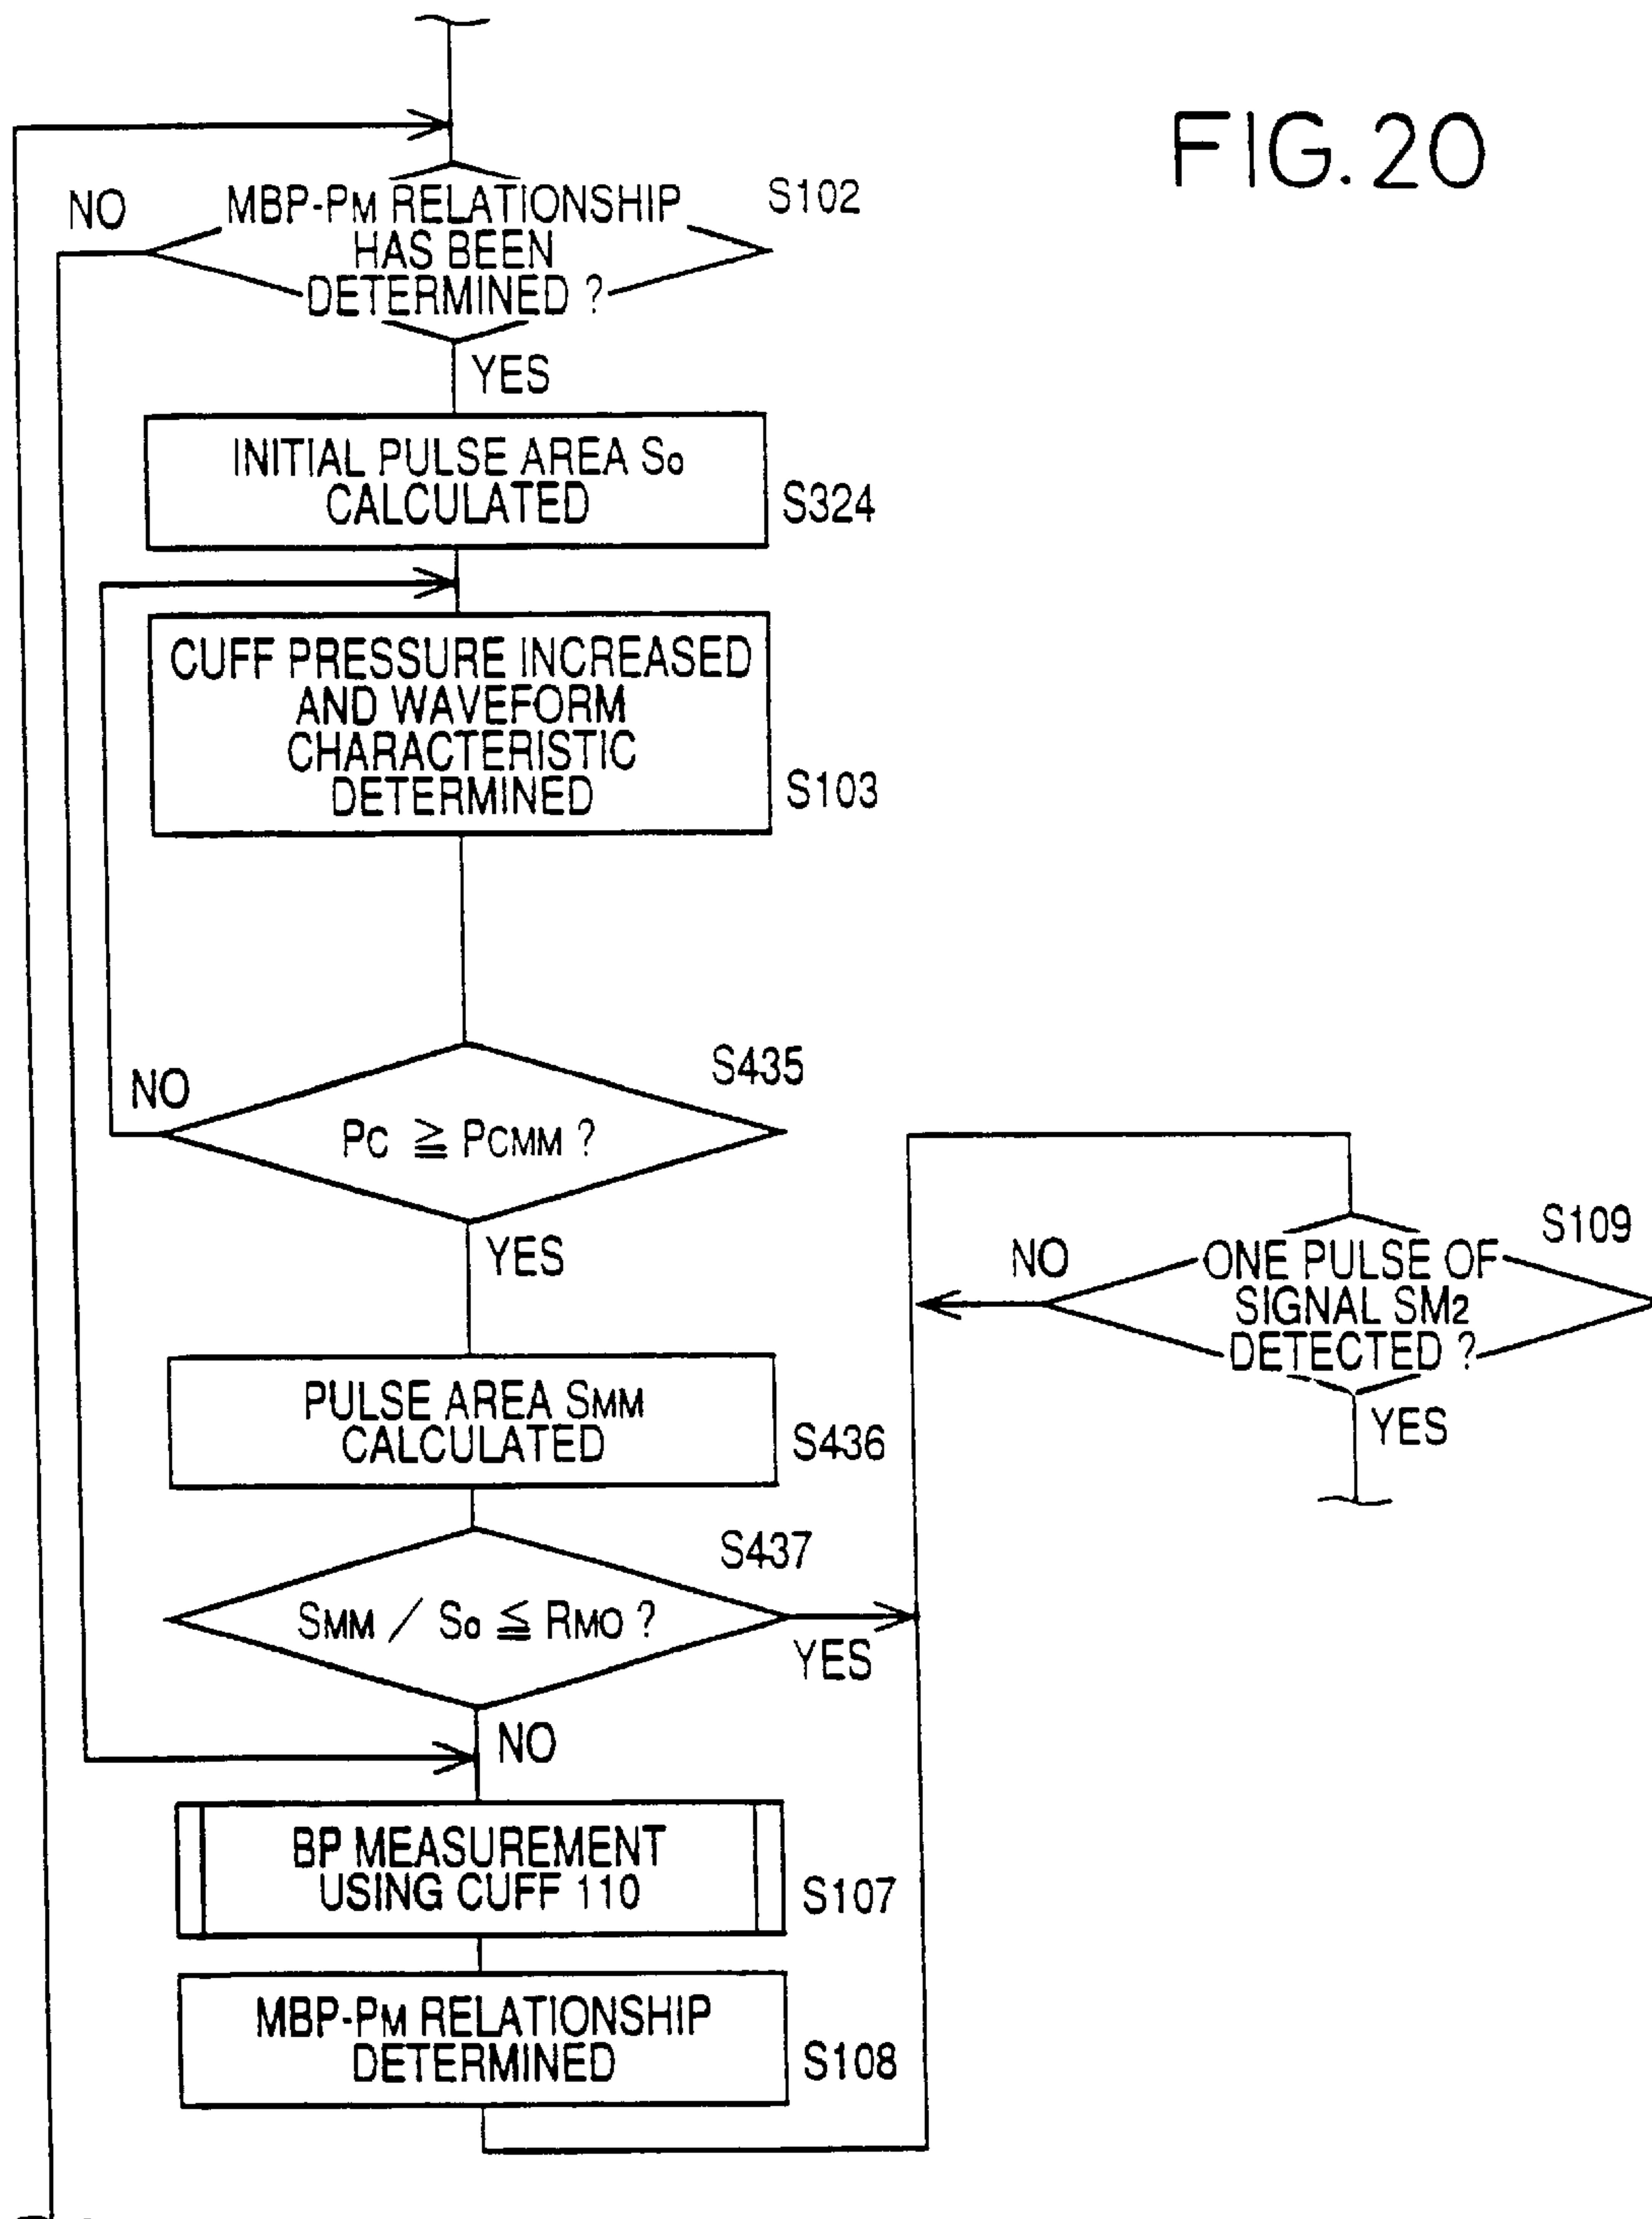 FIG. 20
NO
MBP-PM RELATIONSHIP
HAS BEEN
DETERMINED ?
S102
YES
INITIAL PULSE AREA S0
CALCULATED
S324
CUFF PRESSURE INCREASED
AND WAVEFORM
CHARACTERISTIC
DETERMINED
S103
S435
NO
PC ≧ PCMM ?
YES
S109
NO
ONE PULSE OF
SIGNAL SM2
DETECTED ?
YES
PULSE AREA SMM
CALCULATED
S436
S437
SMM / S0 ≦ RMO ?
YES
NO
BP MEASUREMENT
USING CUFF 110
S107
MBP-PM RELATIONSHIP
DETERMINED
S108